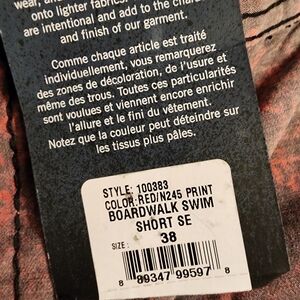 wear, and
onto lighter fabrics.
are intentional and add to the
and finish of our garment.
Comme chaque article est traité
individuellement, vous remarquerez
des zones de décoloration, de l'usure et
même des trous. Toutes ces particularités
sont voulues et viennent encore enrichir
l'allure et le fini du vêtement.
Notez que la couleur peut déteindre sur
les tissus plus pâles.
STYLE: 100383
COLOR:RED/N245 PRINT
BOARDWALK SWIM
SHORT SE
SIZE: 38
8 89347 99597 8